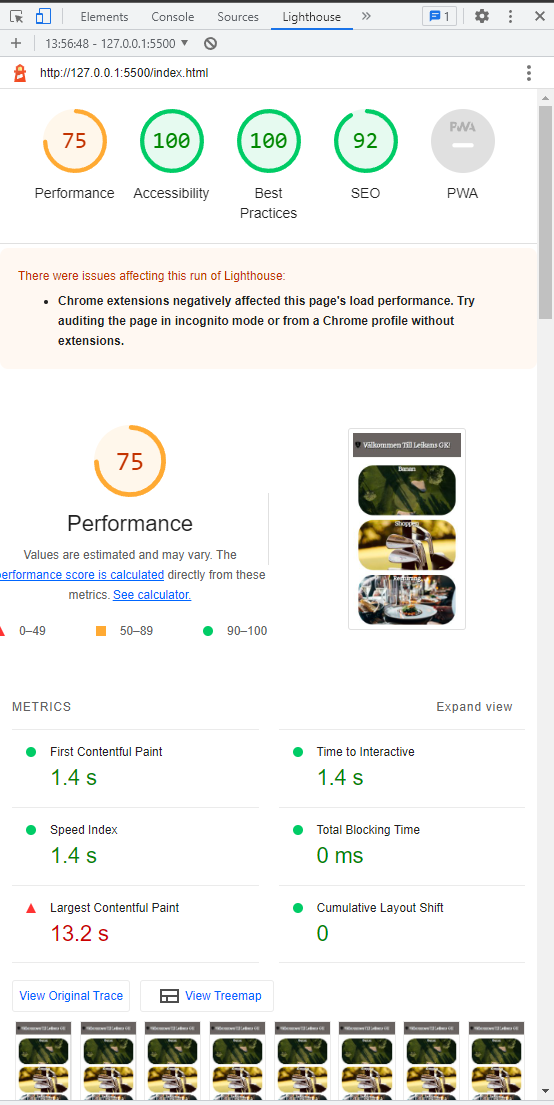 Elements Console Sources Lighthouse 1
13:56:48 - 127.0.0.1:5500
http://127.0.0.1:5500/index.html
75 100 100 92 PWA
Performance Accessibility Best Practices SEO PWA
There were issues affecting this run of Lighthouse:
Chrome extensions negatively affected this page's load performance. Try
auditing the page in incognito mode or from a Chrome profile without
extensions.
75
Performance
Values are estimated and may vary. The
performance score is calculated directly from these
metrics. See calculator.
0–49 50–89 90–100
Välkommen Till Leikans GK!
Banan
Shoppen
METRICS Expand view
First Contentful Paint
1.4 s
Time to Interactive
1.4 s
Speed Index
1.4 s
Total Blocking Time
0 ms
Largest Contentful Paint
13.2 s
Cumulative Layout Shift
0
View Original Trace View Treemap